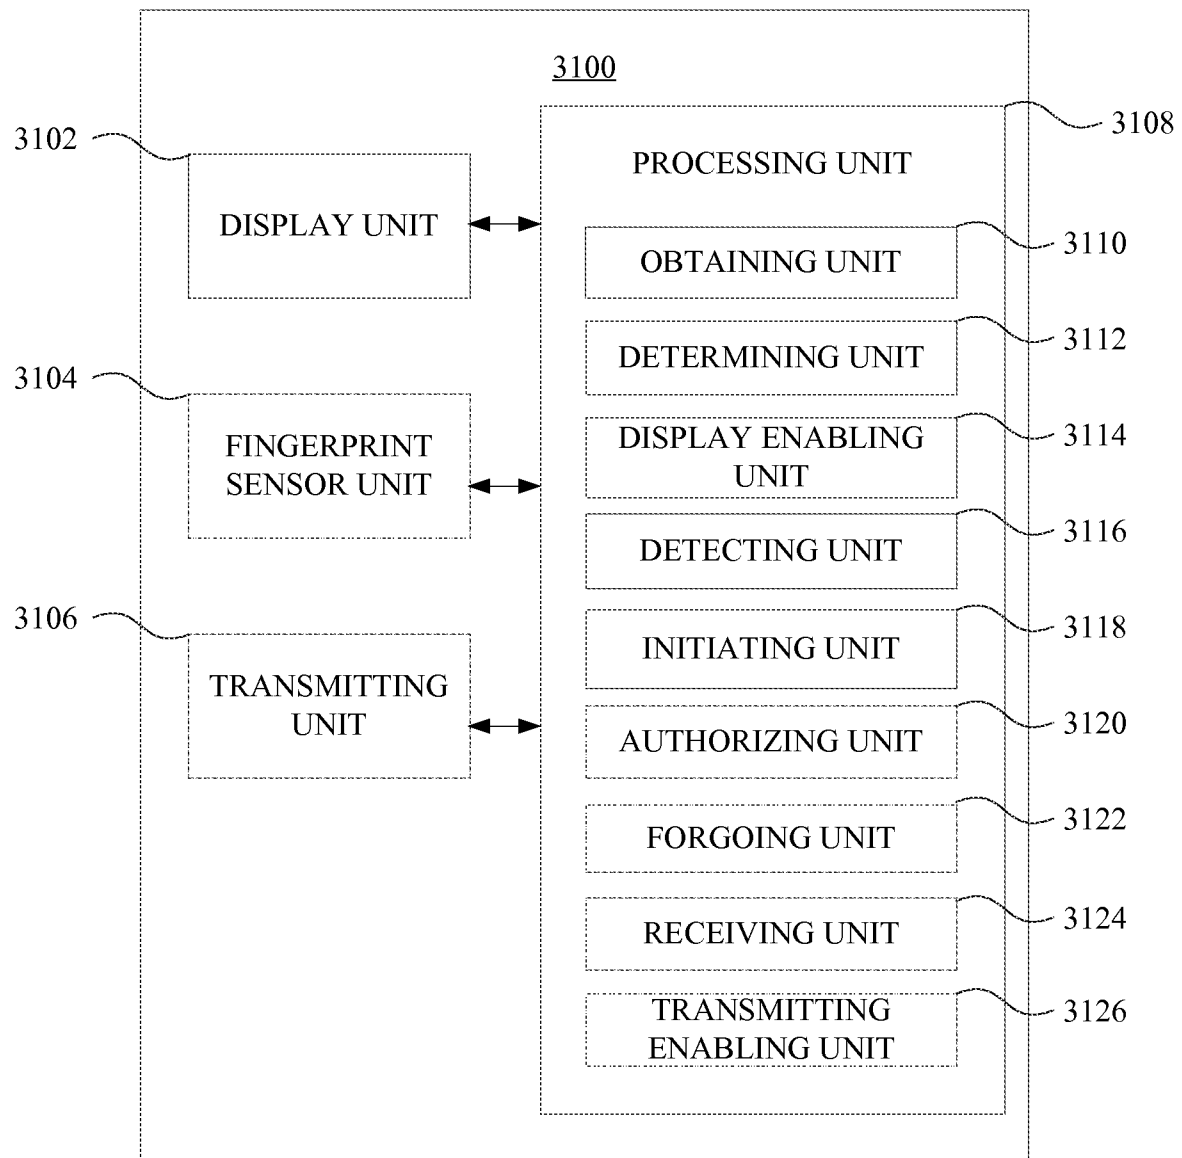 3100
3102
DISPLAY UNIT
3104
FINGERPRINT
SENSOR UNIT
3106
TRANSMITTING
UNIT
3108
PROCESSING UNIT
OBTAINING UNIT
3110
DETERMINING UNIT
3112
DISPLAY ENABLING
UNIT
3114
DETECTING UNIT
3116
INITIATING UNIT
3118
AUTHORIZING UNIT
3120
FORGOING UNIT
3122
RECEIVING UNIT
3124
TRANSMITTING
ENABLING UNIT
3126